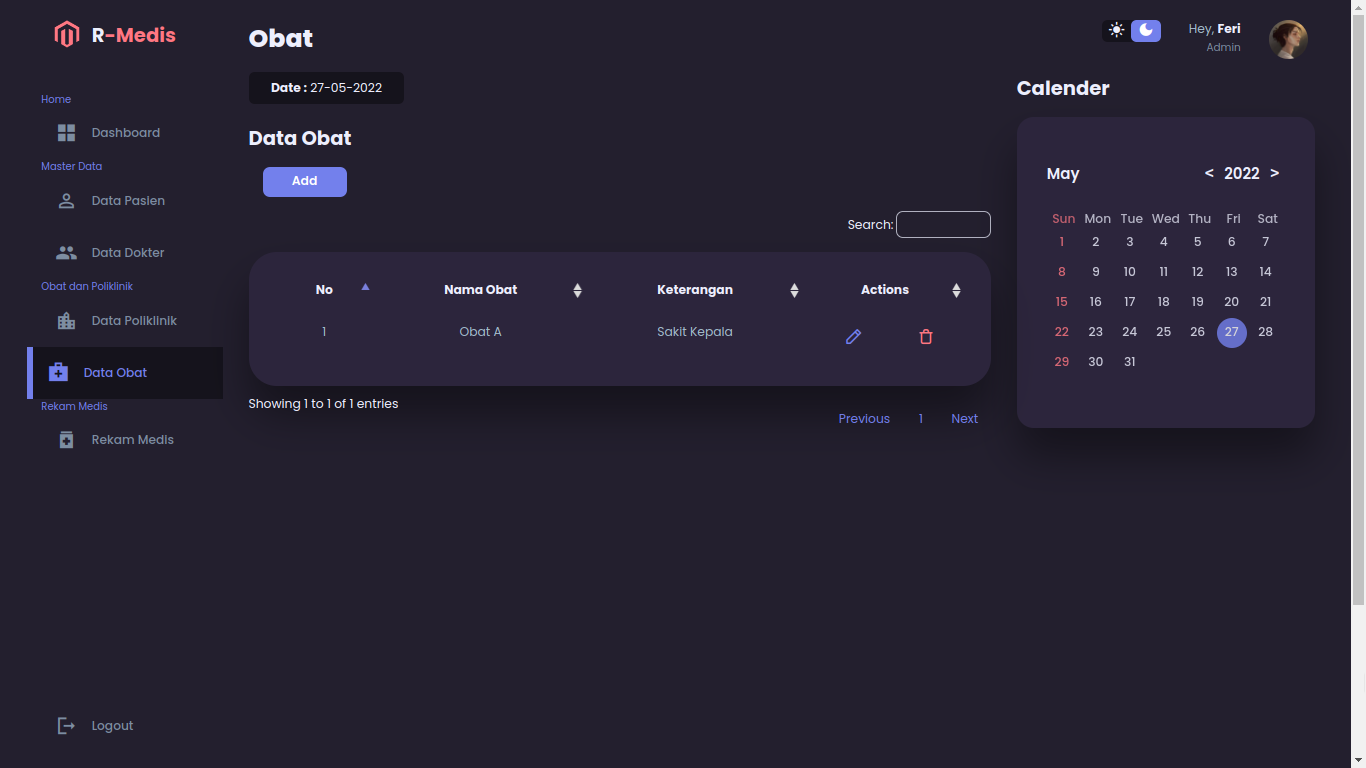 R-Medis
Home
Dashboard
Master Data
Data Pasien
Data Dokter
Obat dan Poliklinik
Data Poliklinik
Data Obat
Rekam Medis
Rekam Medis
Logout
Obat
Date : 27-05-2022
Data Obat
Add
Search:
No Nama Obat Keterangan Actions
1 Obat A Sakit Kepala
Showing 1 to 1 of 1 entries
Previous 1 Next
Hey, Feri
Admin
Calender
May < 2022 >
Sun Mon Tue Wed Thu Fri Sat
1 2 3 4 5 6 7
8 9 10 11 12 13 14
15 16 17 18 19 20 21
22 23 24 25 26 27 28
29 30 31